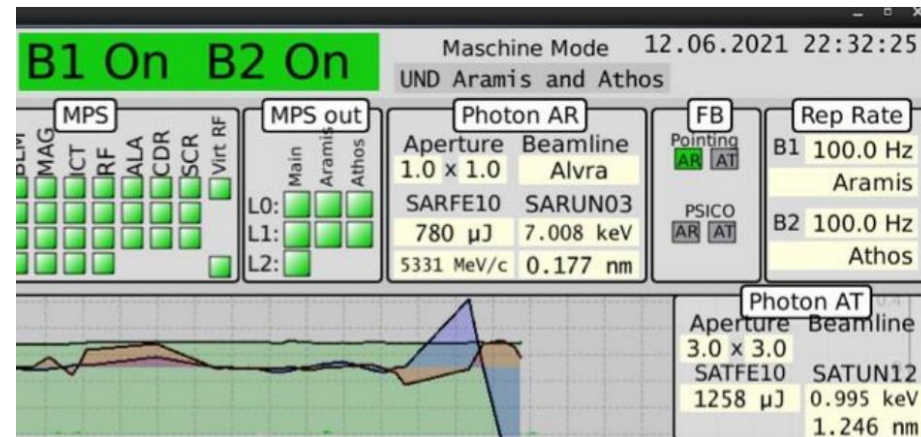 B1 On B2 On
Maschine Mode 12.06.2021 22:32:25
UND Aramis and Athos
MPS
MAG
ICT
RF
ALA
CDR
SCR
Virt RF
MPS out
Main
Aramis
Athos
L0:
L1:
L2:
Photon AR
Aperture Beamline
1.0 x 1.0 Alvra
SARFE10 SARUN03
780 µJ 7.008 keV
5331 MeV/c 0.177 nm
FB
Pointing
AR AT
PSICO
AR AT
Rep Rate
B1 100.0 Hz
Aramis
B2 100.0 Hz
Athos
Photon AT
Aperture Beamline
3.0 x 3.0
SATFE10 SATUN12
1258 µJ 0.995 keV
1.246 nm